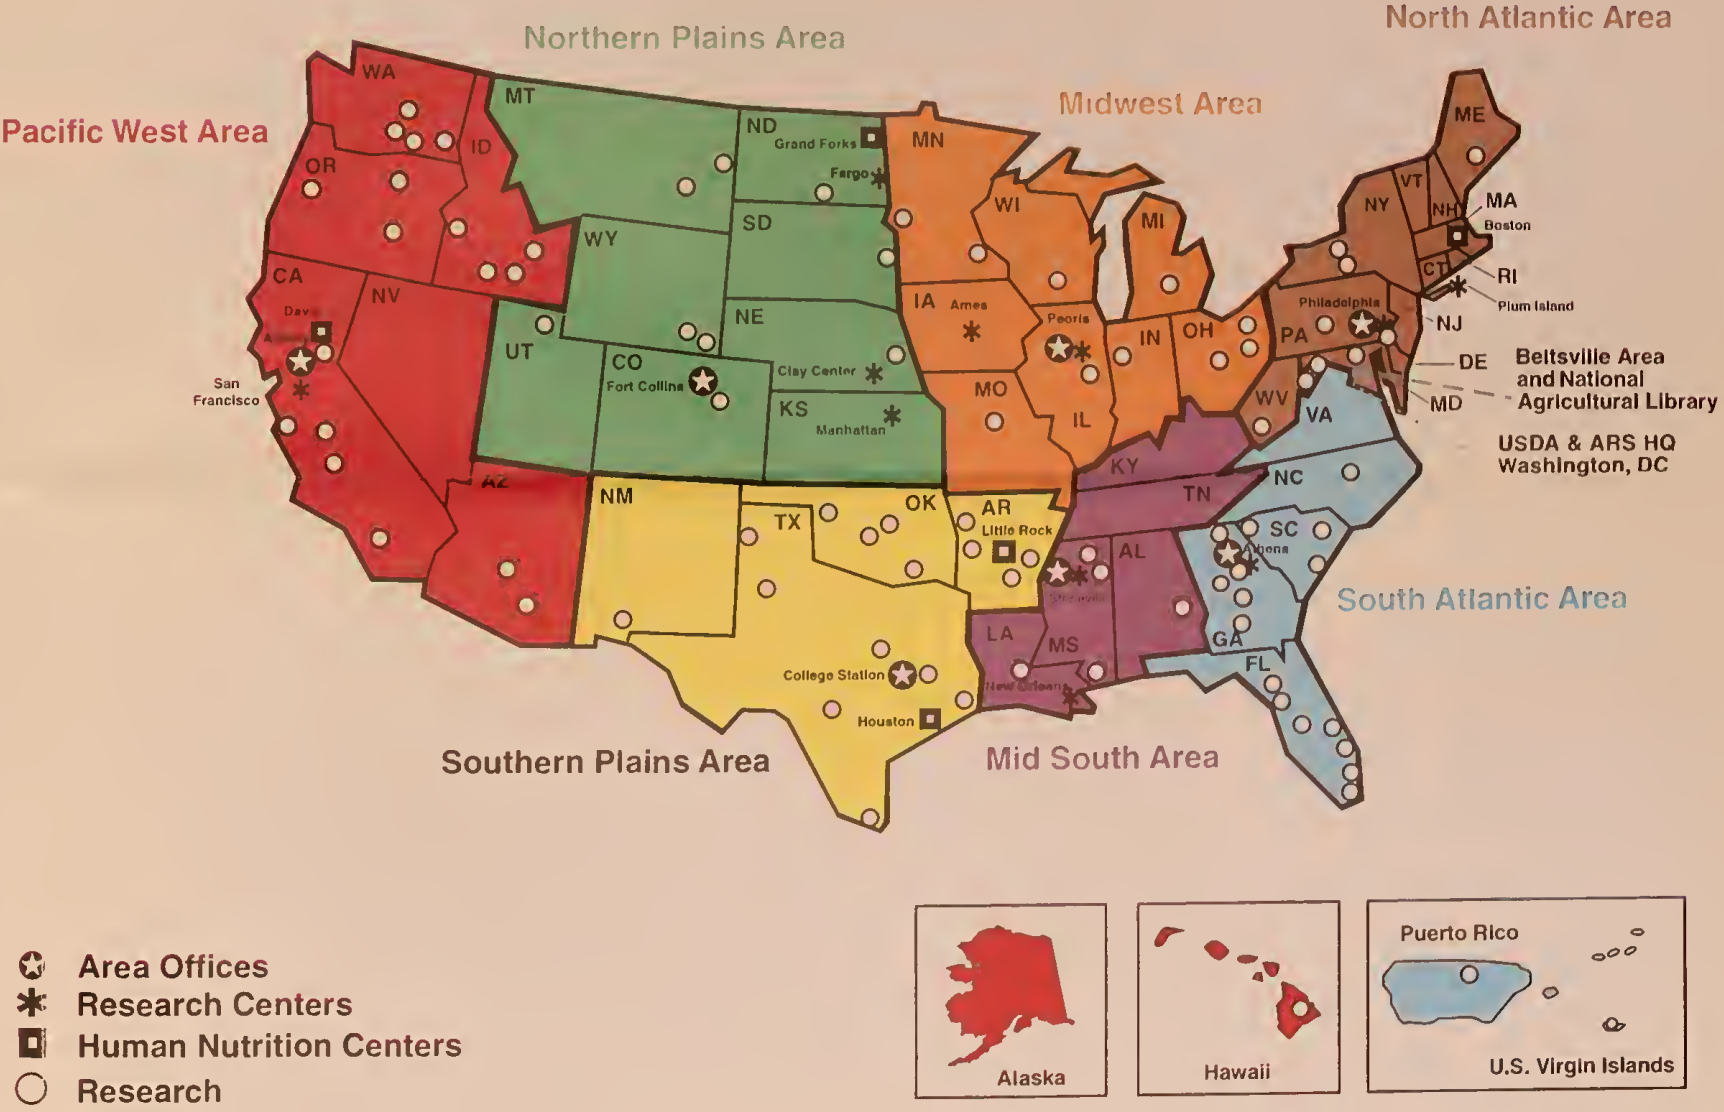 North Atlantic Area
Northern Plains Area
Midwest Area
Pacific West Area
South Atlantic Area
Southern Plains Area
Mid South Area
WA
OR
ID
CA
NV
AZ
San
Francisco
MT
WY
UT
CO
Fort Collins
ND
Grand Forks
Fargo
SD
NE
Clay Center
KS
Manhattan
MN
WI
MI
IA
Ames
MO
Peoria
IL
IN
OH
NM
TX
OK
College Station
Houston
AR
Little Rock
KY
TN
AL
MS
LA
New Orleans
ME
VT
NH
NY
MA
Boston
CT
RI
Plum Island
Philadelphia
PA
NJ
DE
MD
WV
Beltsville Area
and National
Agricultural Library
USDA & ARS HQ
Washington, DC
VA
NC
SC
Athens
GA
FL
Area Offices
Research Centers
Human Nutrition Centers
Research
Alaska
Hawaii
Puerto Rico
U.S. Virgin Islands